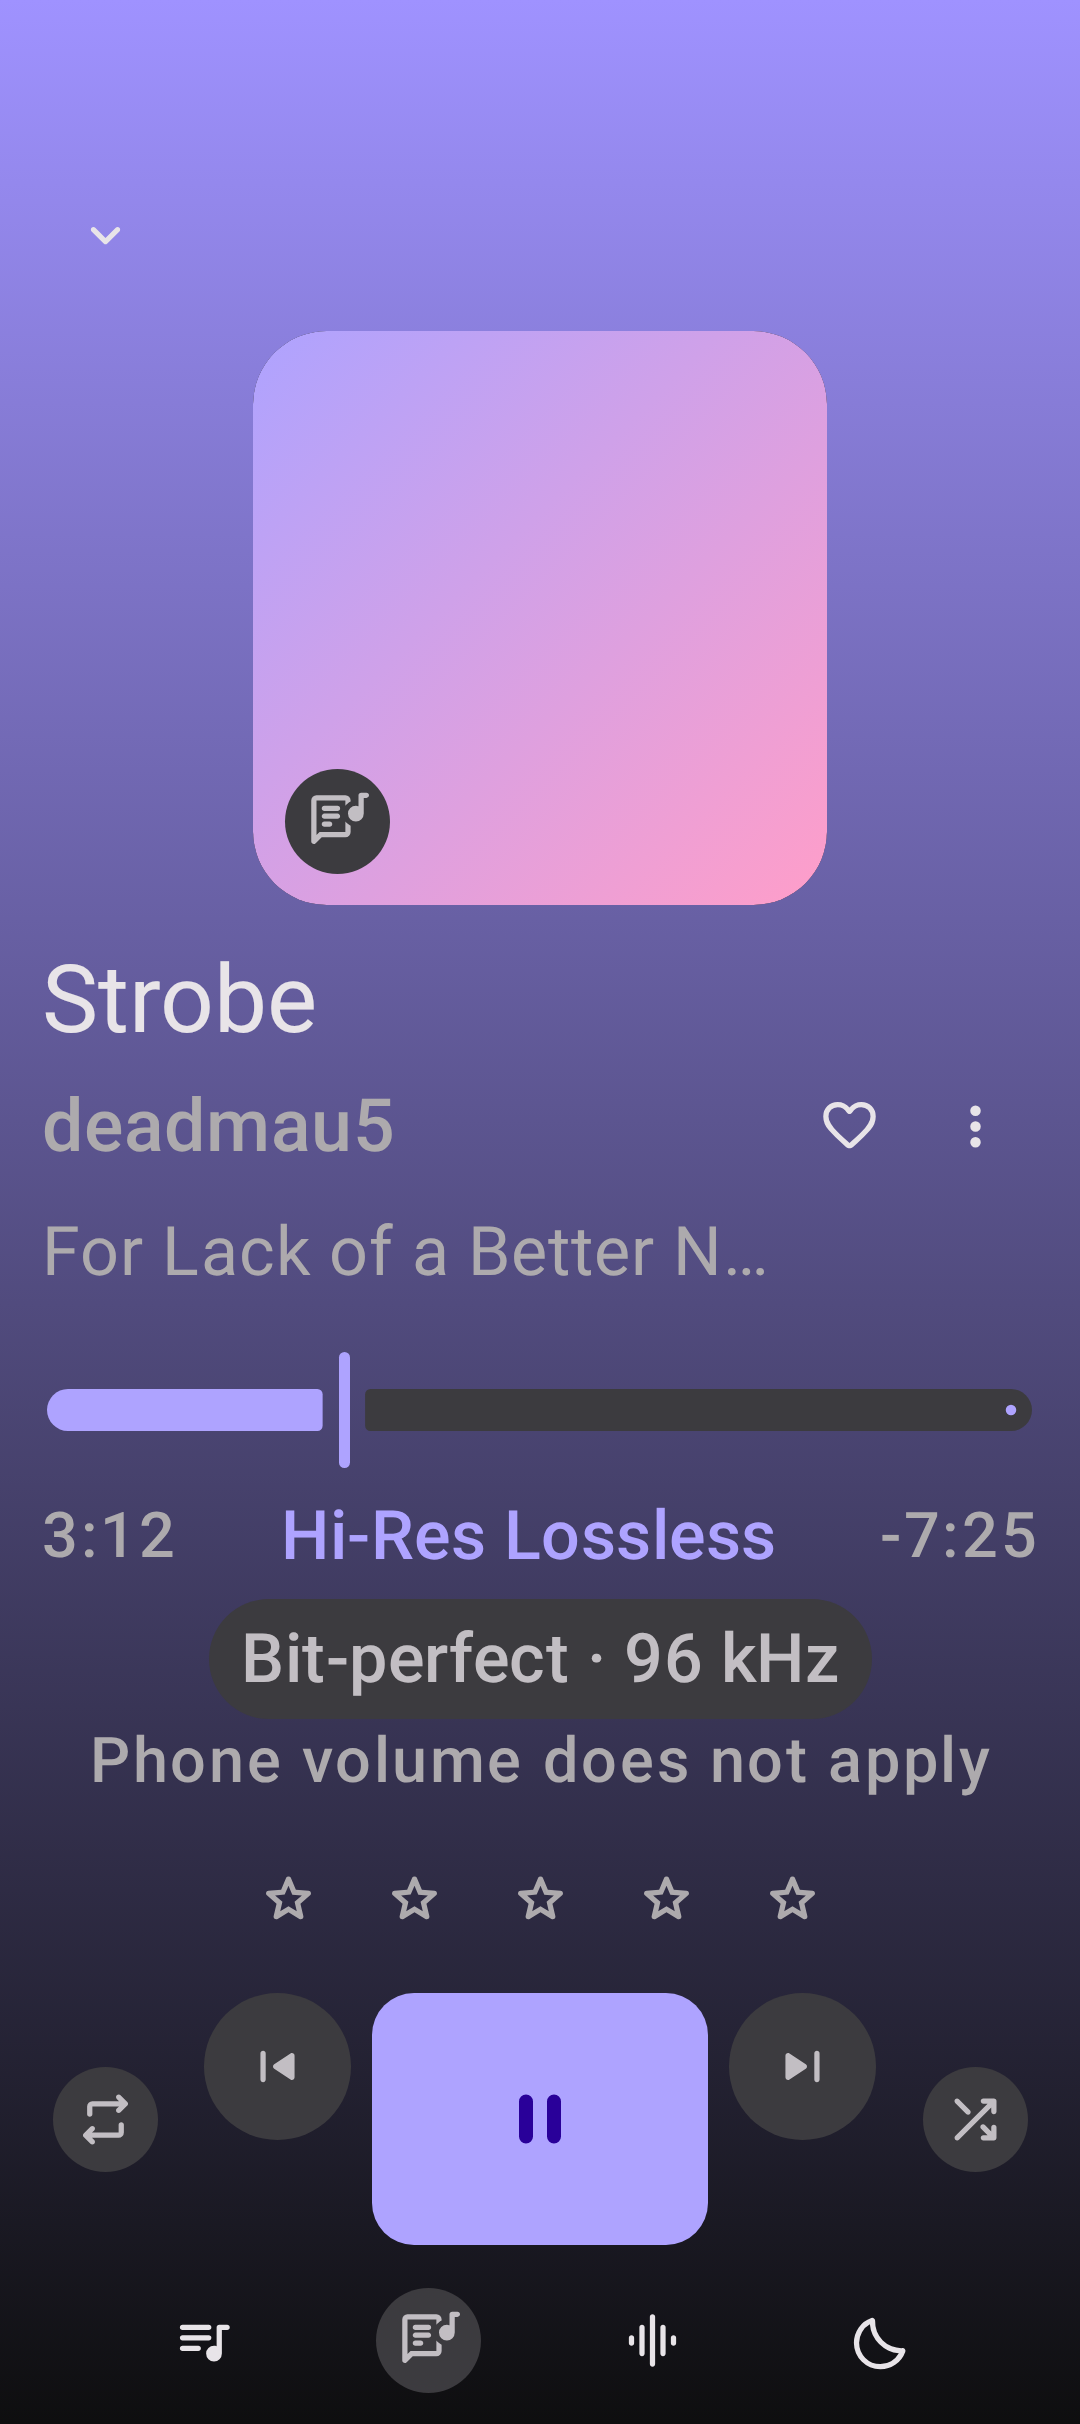 Strobe
deadmau5
For Lack of a Better N…
3:12 Hi-Res Lossless -7:25
Bit-perfect · 96 kHz
Phone volume does not apply